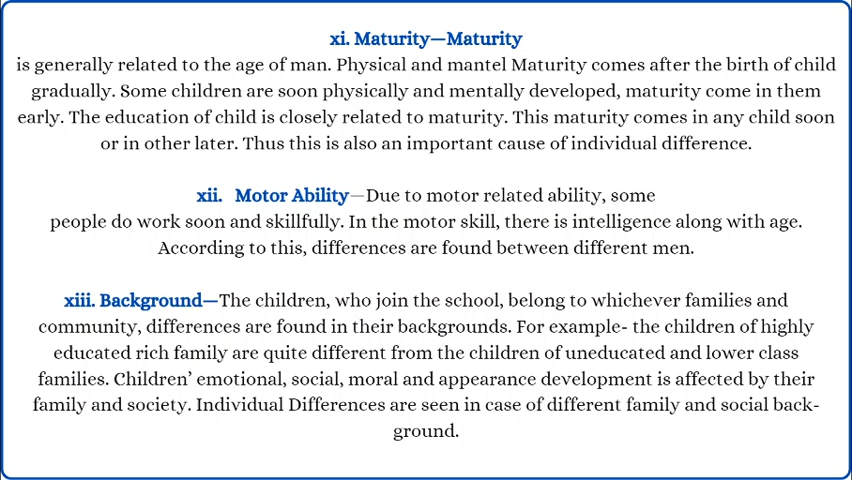 xi. Maturity—Maturity
is generally related to the age of man. Physical and mantel Maturity comes after the birth of child
gradually. Some children are soon physically and mentally developed, maturity come in them
early. The education of child is closely related to maturity. This maturity comes in any child soon
or in other later. Thus this is also an important cause of individual difference.
xii. Motor Ability—Due to motor related ability, some
people do work soon and skillfully. In the motor skill, there is intelligence along with age.
According to this, differences are found between different men.
xiii. Background—The children, who join the school, belong to whichever families and
community, differences are found in their backgrounds. For example- the children of highly
educated rich family are quite different from the children of uneducated and lower class
families. Children’ emotional, social, moral and appearance development is affected by their
family and society. Individual Differences are seen in case of different family and social back-
ground.